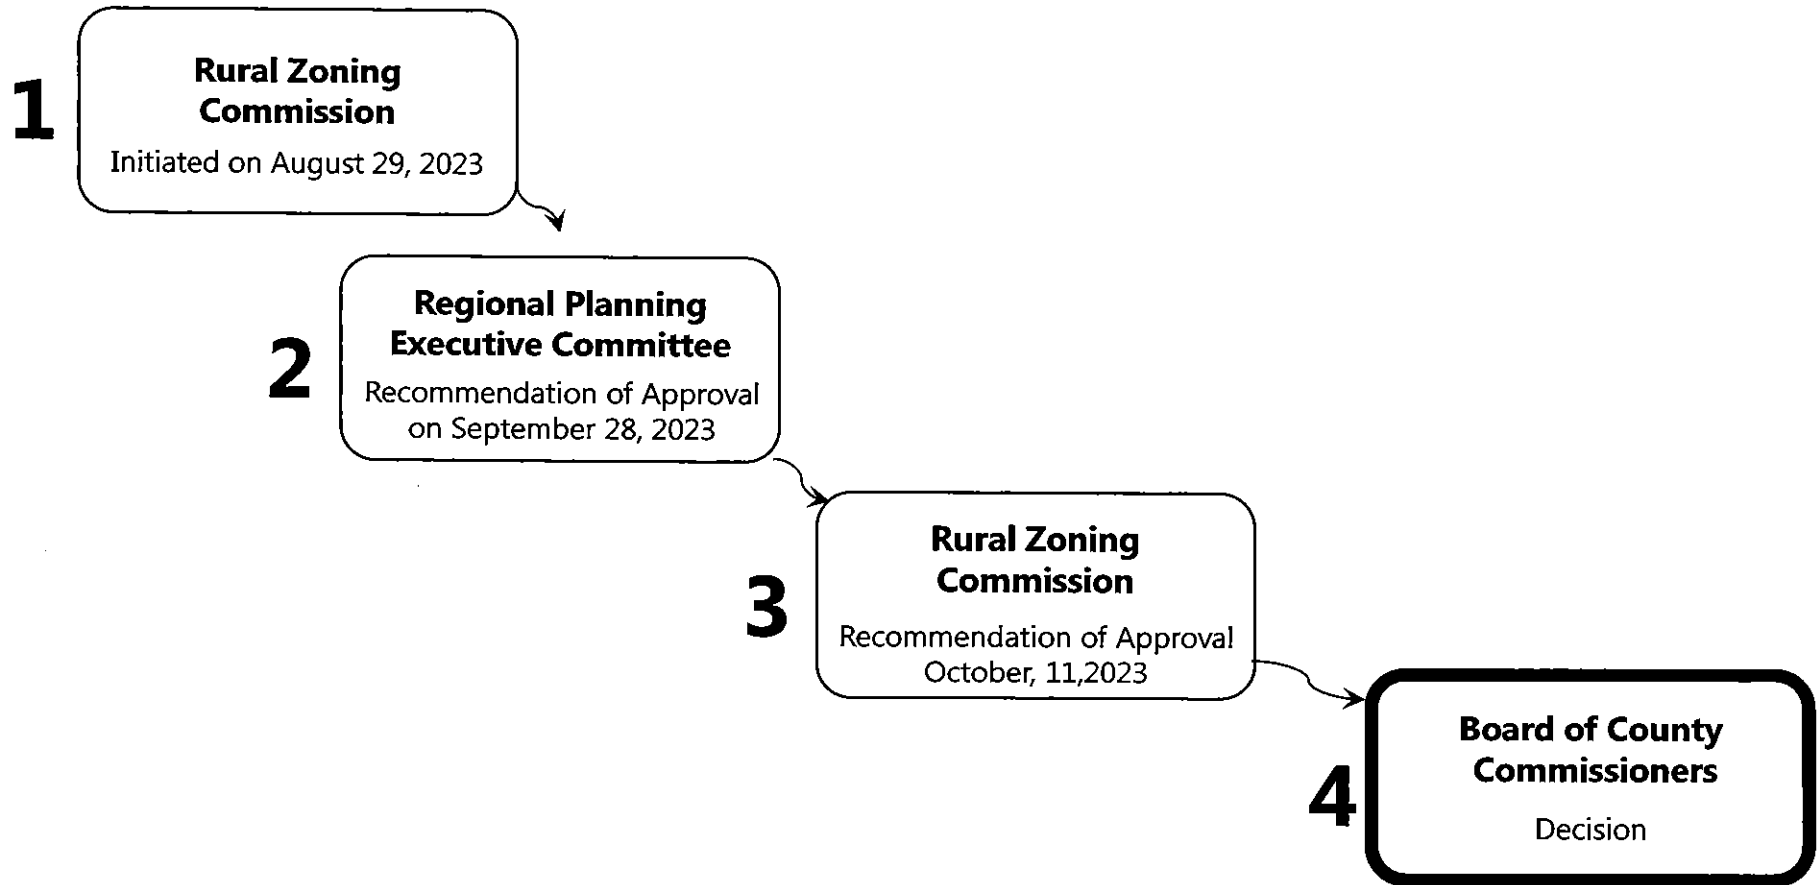 1
Rural Zoning
Commission
Initiated on August 29, 2023
2
Regional Planning
Executive Committee
Recommendation of Approval
on September 28, 2023
3
Rural Zoning
Commission
Recommendation of Approval
October, 11,2023
4
Board of County
Commissioners
Decision